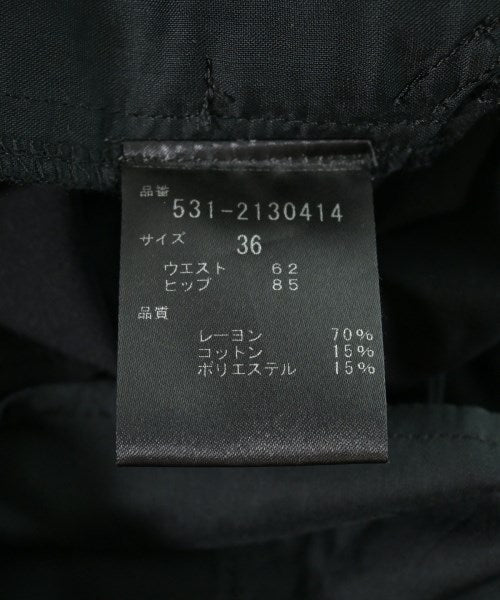 品番
531-2130414
サイズ 36
ウエスト 62
ヒップ 85
品質
レーヨン 70%
コットン 15%
ポリエステル 15%